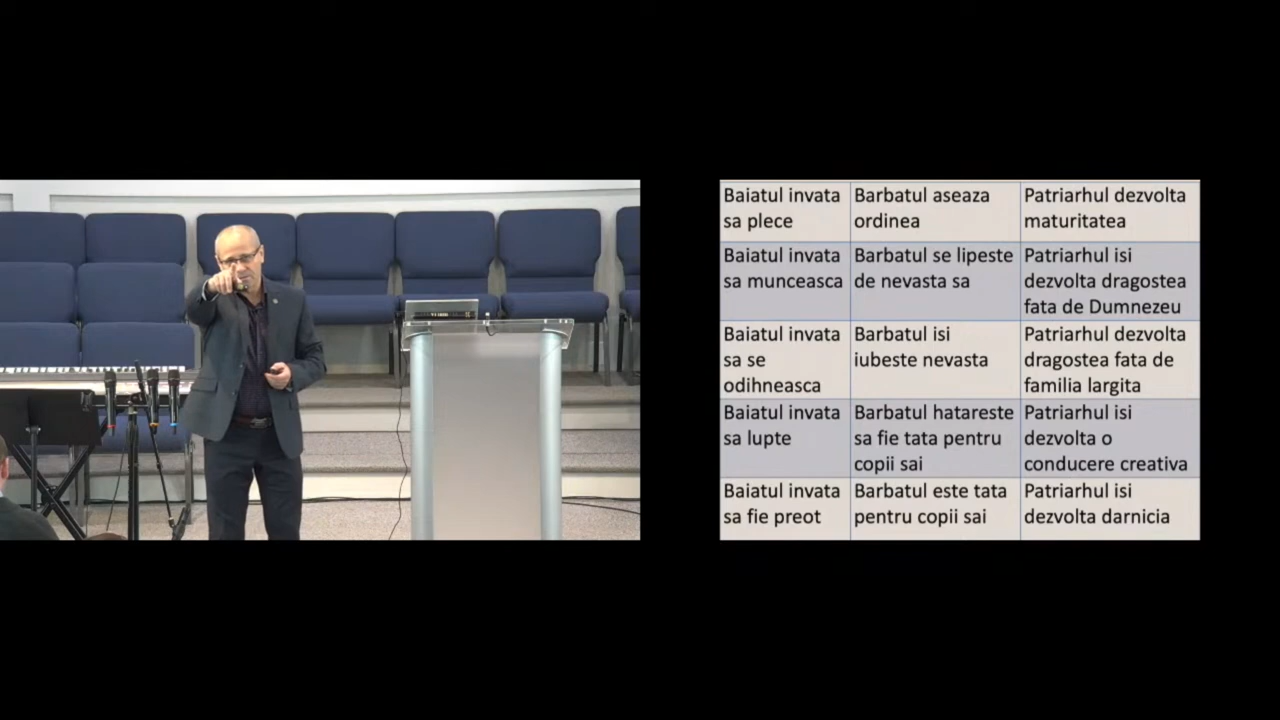 Baiatul invata
sa plece
Barbatul aseaza
ordinea
Patriarhul dezvolta
maturitatea
Baiatul invata
sa munceasca
Barbatul se lipeste
de nevasta sa
Patriarhul isi
dezvolta dragostea
fata de Dumnezeu
Baiatul invata
sa se
odihneasca
Barbatul isi
iubeste nevasta
Patriarhul dezvolta
dragostea fata de
familia largita
Baiatul invata
sa lupte
Barbatul hatareste
sa fie tata pentru
copii sai
Patriarhul isi
dezvolta o
conducere creativa
Baiatul invata
sa fie preot
Barbatul este tata
pentru copii sai
Patriarhul isi
dezvolta darnicia